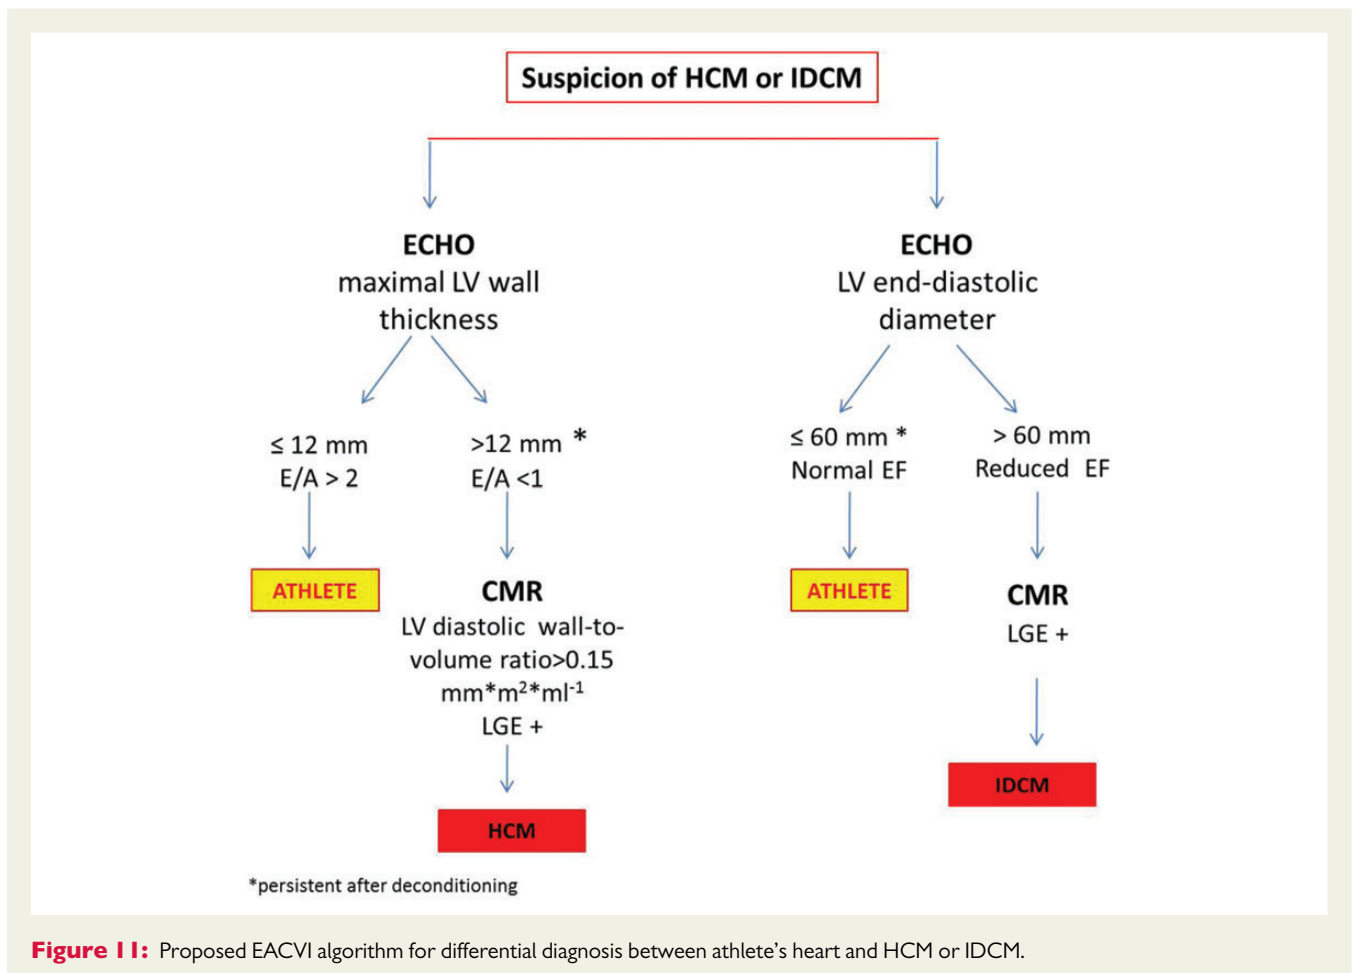 Suspicion of HCM or IDCM
ECHO
maximal LV wall
thickness
ECHO
LV end-diastolic
diameter
≤ 12 mm
E/A > 2
>12 mm *
E/A <1
≤ 60 mm *
Normal EF
> 60 mm
Reduced EF
ATHLETE
CMR
LV diastolic wall-to-
volume ratio>0.15
mm*m²*ml⁻¹
LGE +
ATHLETE
CMR
LGE +
HCM
IDCM
*persistent after deconditioning
Figure 11: Proposed EACVI algorithm for differential diagnosis between athlete's heart and HCM or IDCM.